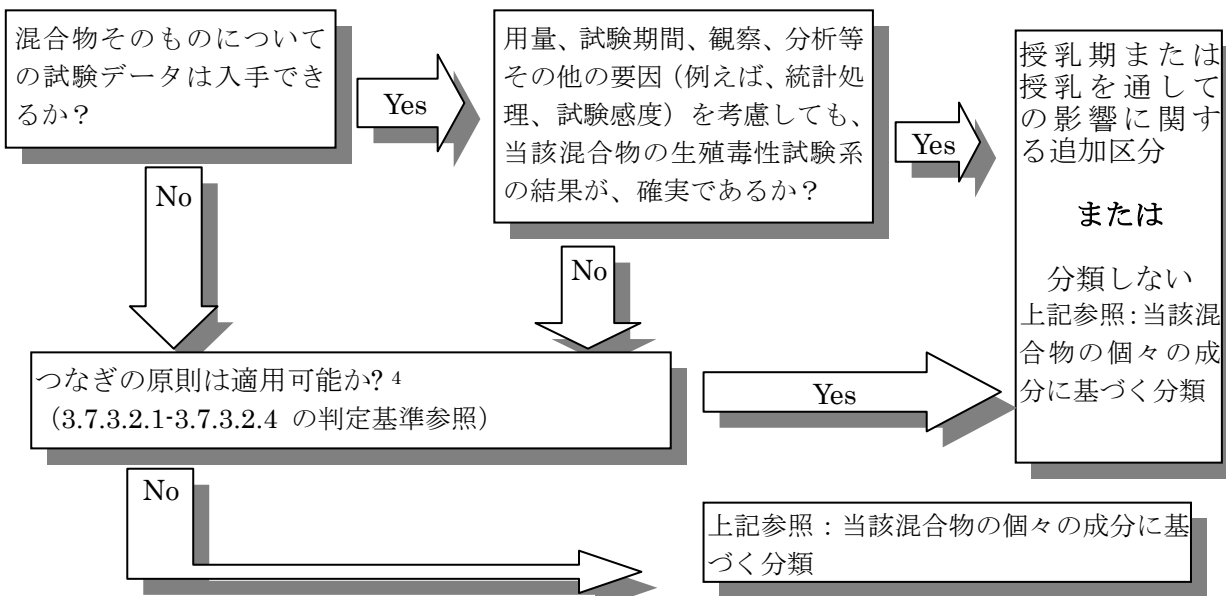 混合物そのものについて
の試験データは入手でき
るか？
Yes
用量、試験期間、観察、分析等
その他の要因（例えば、統計処
理、試験感度）を考慮しても、
当該混合物の生殖毒性試験系
の結果が、確実であるか？
Yes
授乳期または
授乳を通して
の影響に関す
る追加区分
または
分類しない
上記参照：当該混
合物の個々の成
分に基づく分類
No
No
つなぎの原則は適用可能か? 4
（3.7.3.2.1-3.7.3.2.4 の判定基準参照）
Yes
No
上記参照：当該混合物の個々の成分に基
づく分類